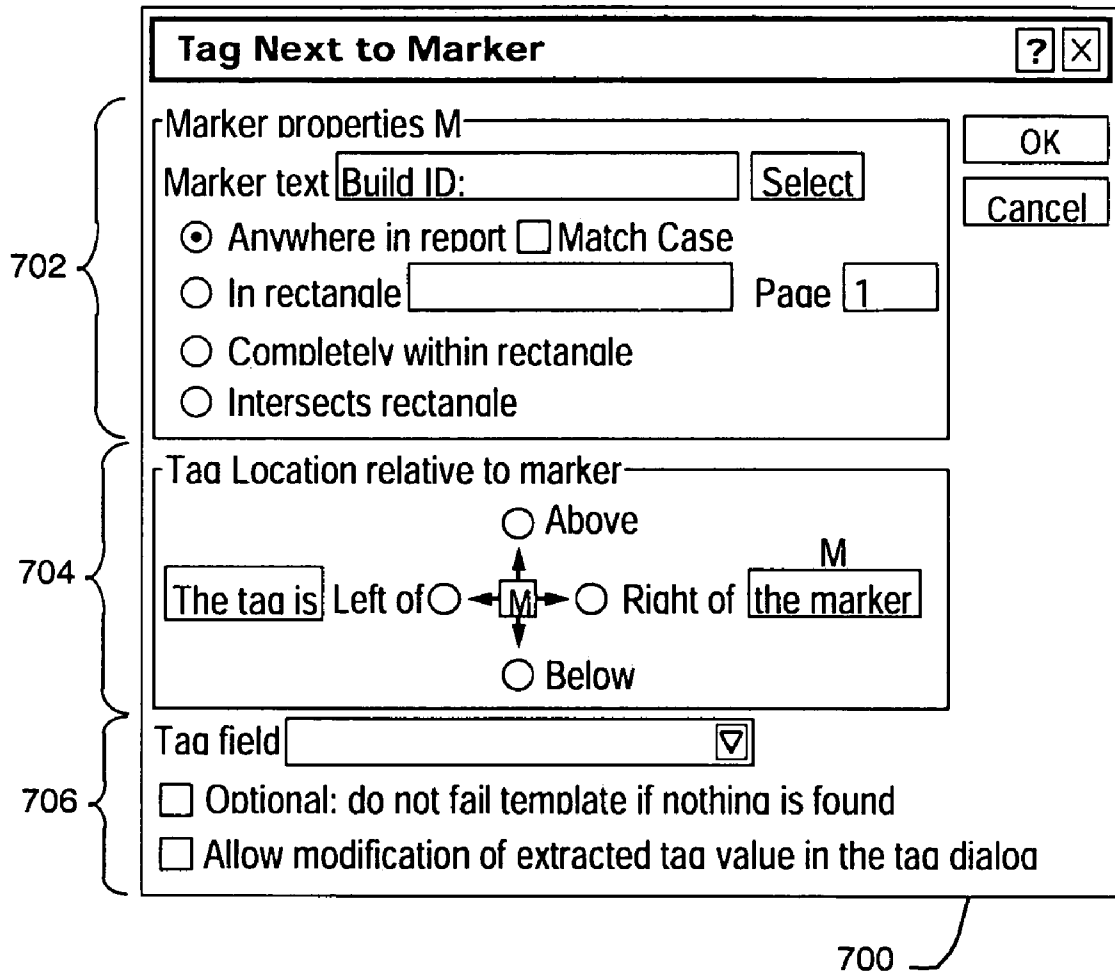 Tag Next to Marker ? X
Marker properties M
OK
Marker text Build ID: Select
Cancel
Anywhere in report Match Case
702
In rectangle Page 1
Completely within rectangle
Intersects rectangle
Tag Location relative to marker
Above
M
704
The tag is Left of M Right of the marker
Below
Tag field
706
Optional: do not fail template if nothing is found
Allow modification of extracted tag value in the tag dialog
700